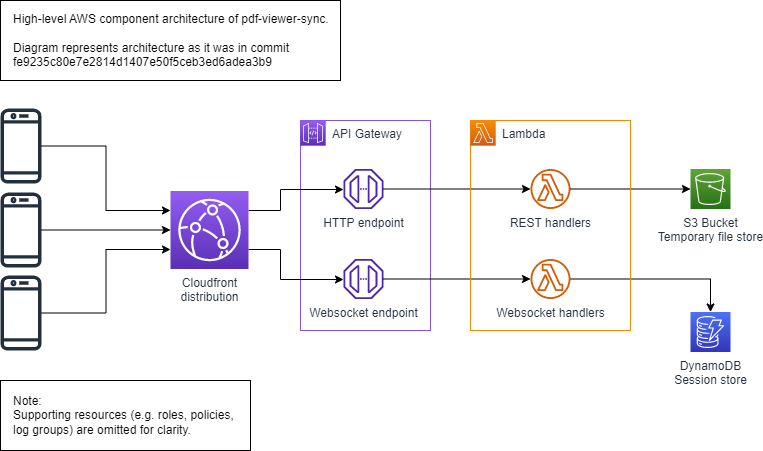 High-level AWS component architecture of pdf-viewer-sync.
Diagram represents architecture as it was in commit
fe9235c80e7e2814d1407e50f5ceb3ed6adea3b9
API Gateway
Lambda
HTTP endpoint
REST handlers
S3 Bucket
Temporary file store
Cloudfront
distribution
Websocket endpoint
Websocket handlers
DynamoDB
Session store
Note:
Supporting resources (e.g. roles, policies,
log groups) are omitted for clarity.